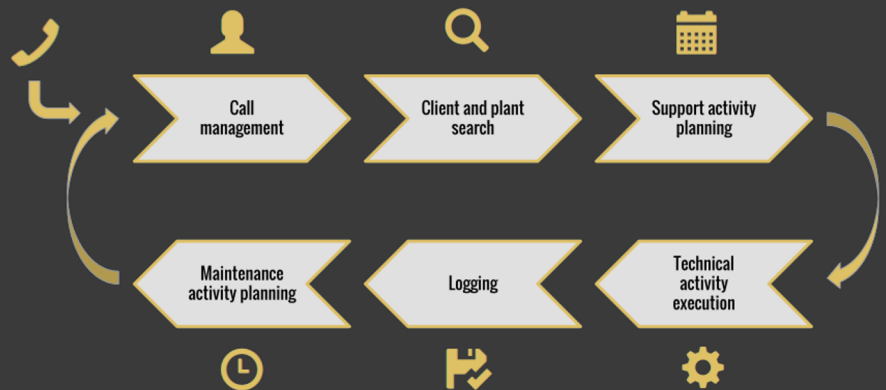 Call
management
Client and plant
search
Support activity
planning
Maintenance
activity planning
Logging
Technical
activity
execution